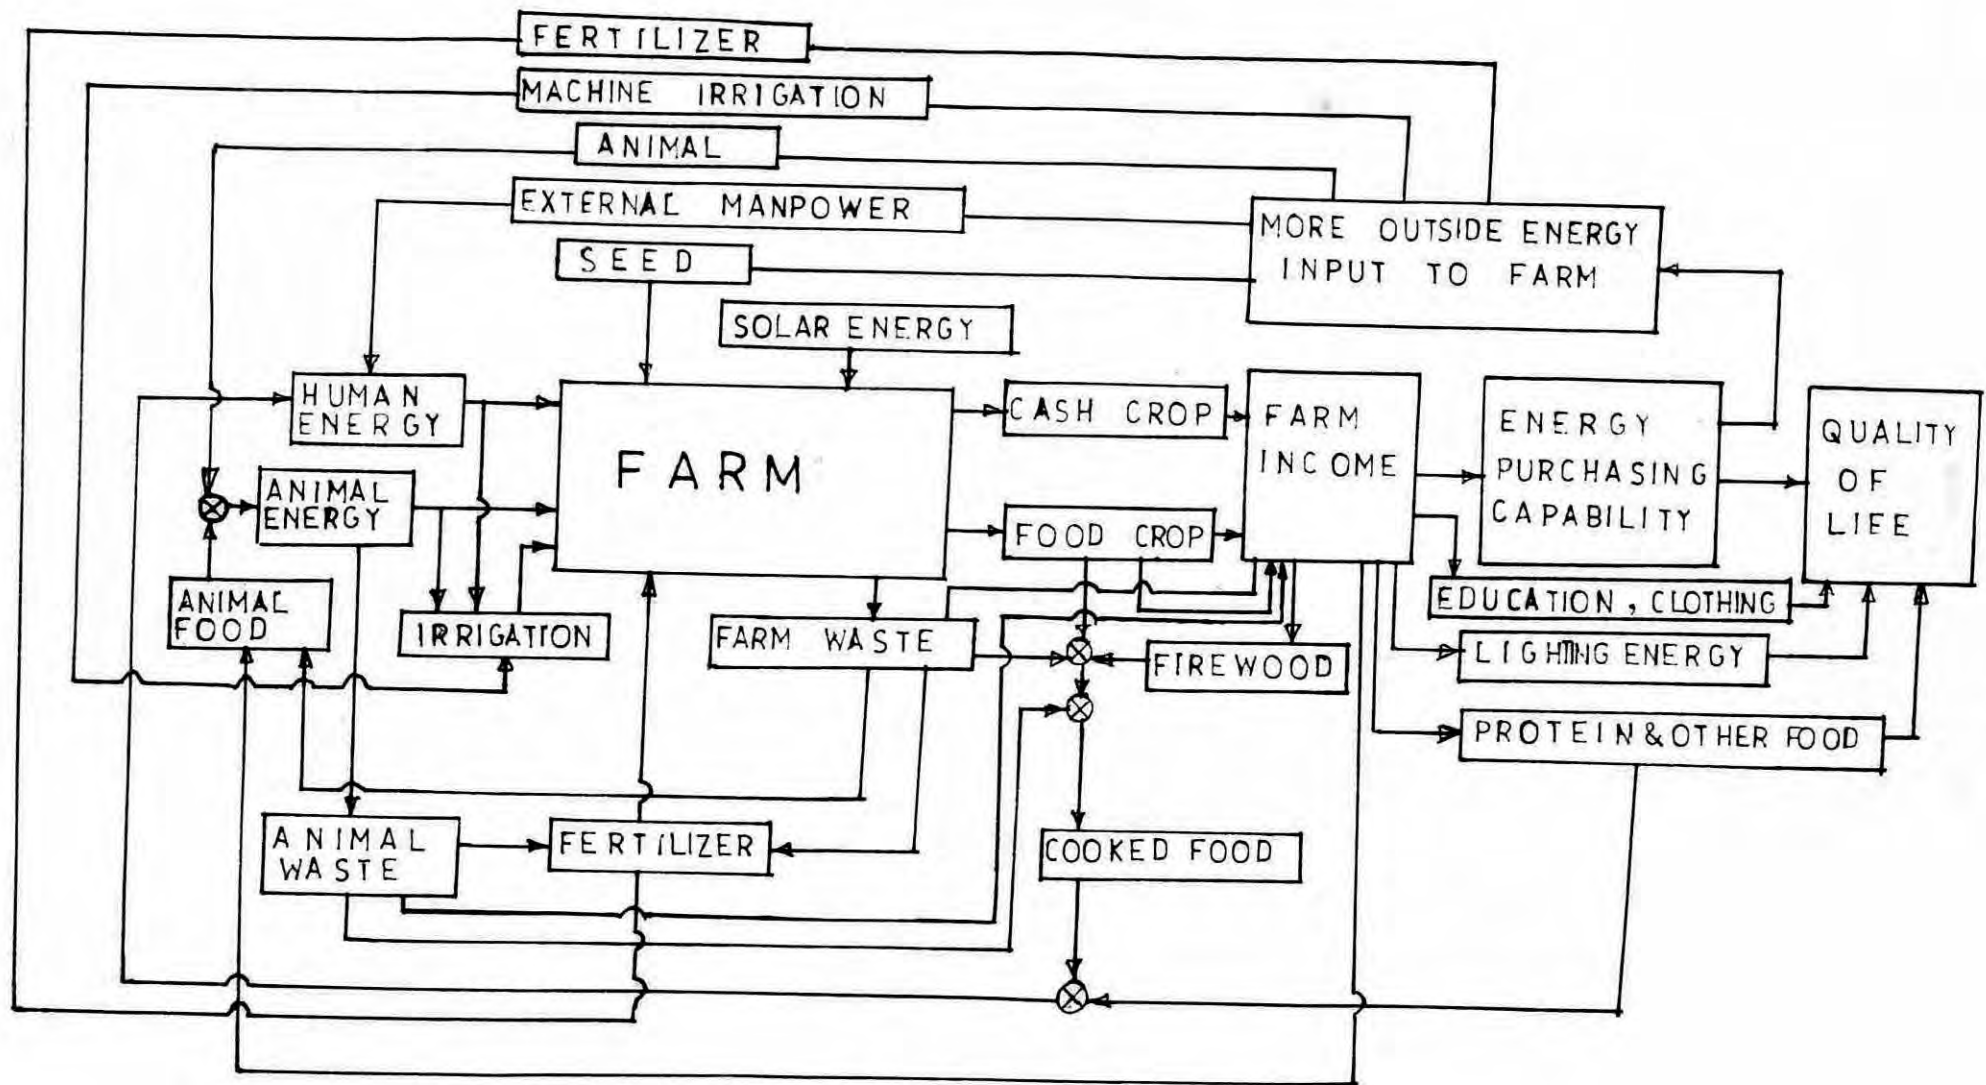 FERTILIZER
MACHINE IRRIGATION
ANIMAL
EXTERNAL MANPOWER
SEED
MORE OUTSIDE ENERGY
INPUT TO FARM
SOLAR ENERGY
HUMAN
ENERGY
FARM
CASH CROP
FARM
INCOME
ENERGY
PURCHASING
CAPABILITY
QUALITY
OF
LIFE
ANIMAL
ENERGY
FOOD CROP
ANIMAL
FOOD
IRRIGATION
FARM WASTE
FIREWOOD
EDUCATION, CLOTHING
LIGHTING ENERGY
PROTEIN & OTHER FOOD
ANIMAL
WASTE
FERTILIZER
COOKED FOOD